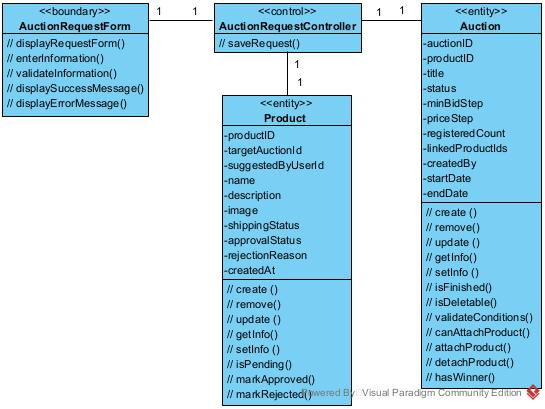 <<boundary>>
AuctionRequestForm
// displayRequestForm()
// enterInformation()
// validateInformation()
// displaySuccessMessage()
// displayErrorMessage()
1
1
<<control>>
AuctionRequestController
// saveRequest()
1
1
1
1
<<entity>>
Product
-productID
-targetAuctionId
-suggestedByUserId
-name
-description
-image
-shippingStatus
-approvalStatus
-rejectionReason
-createdAt
// create ()
// remove()
// update ()
// getInfo()
// setInfo ()
// isPending()
// markApproved()
// markRejected()
<<entity>>
Auction
-auctionID
-productID
-title
-status
-minBidStep
-priceStep
-registeredCount
-linkedProductIds
-createdBy
-startDate
-endDate
// create ()
// remove()
// update ()
// getInfo()
// setInfo ()
// isFinished()
// isDeletable()
// validateConditions()
// canAttachProduct()
// attachProduct()
// detachProduct()
// hasWinner()
Powered By Visual Paradigm Community Edition